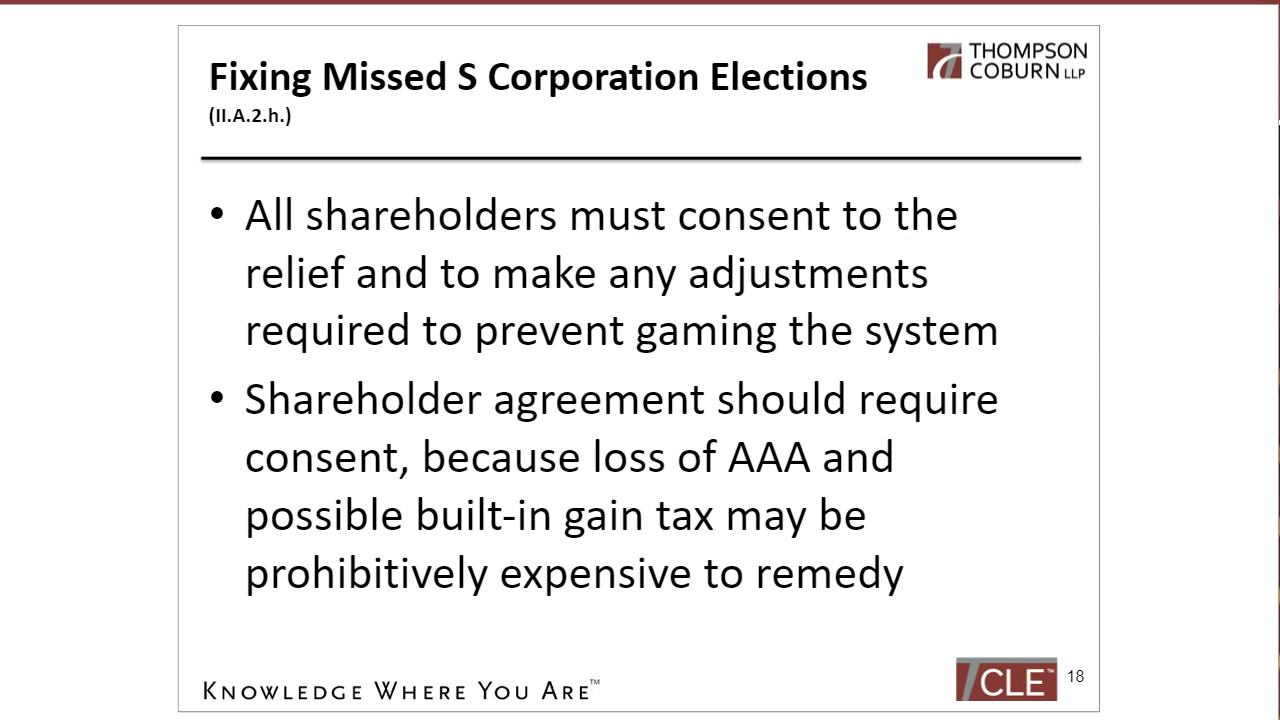 Fixing Missed S Corporation Elections
(II.A.2.h.)
THOMPSON
COBURN LLP
• All shareholders must consent to the
relief and to make any adjustments
required to prevent gaming the system
• Shareholder agreement should require
consent, because loss of AAA and
possible built-in gain tax may be
prohibitively expensive to remedy
KNOWLEDGE WHERE YOU ARE™
CLE™
18